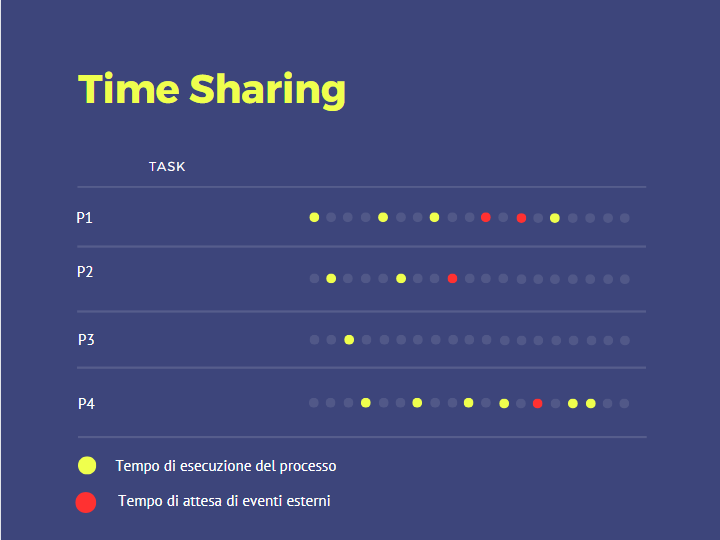 Time Sharing
TASK
P1
P2
P3
P4
Tempo di esecuzione del processo
Tempo di attesa di eventi esterni